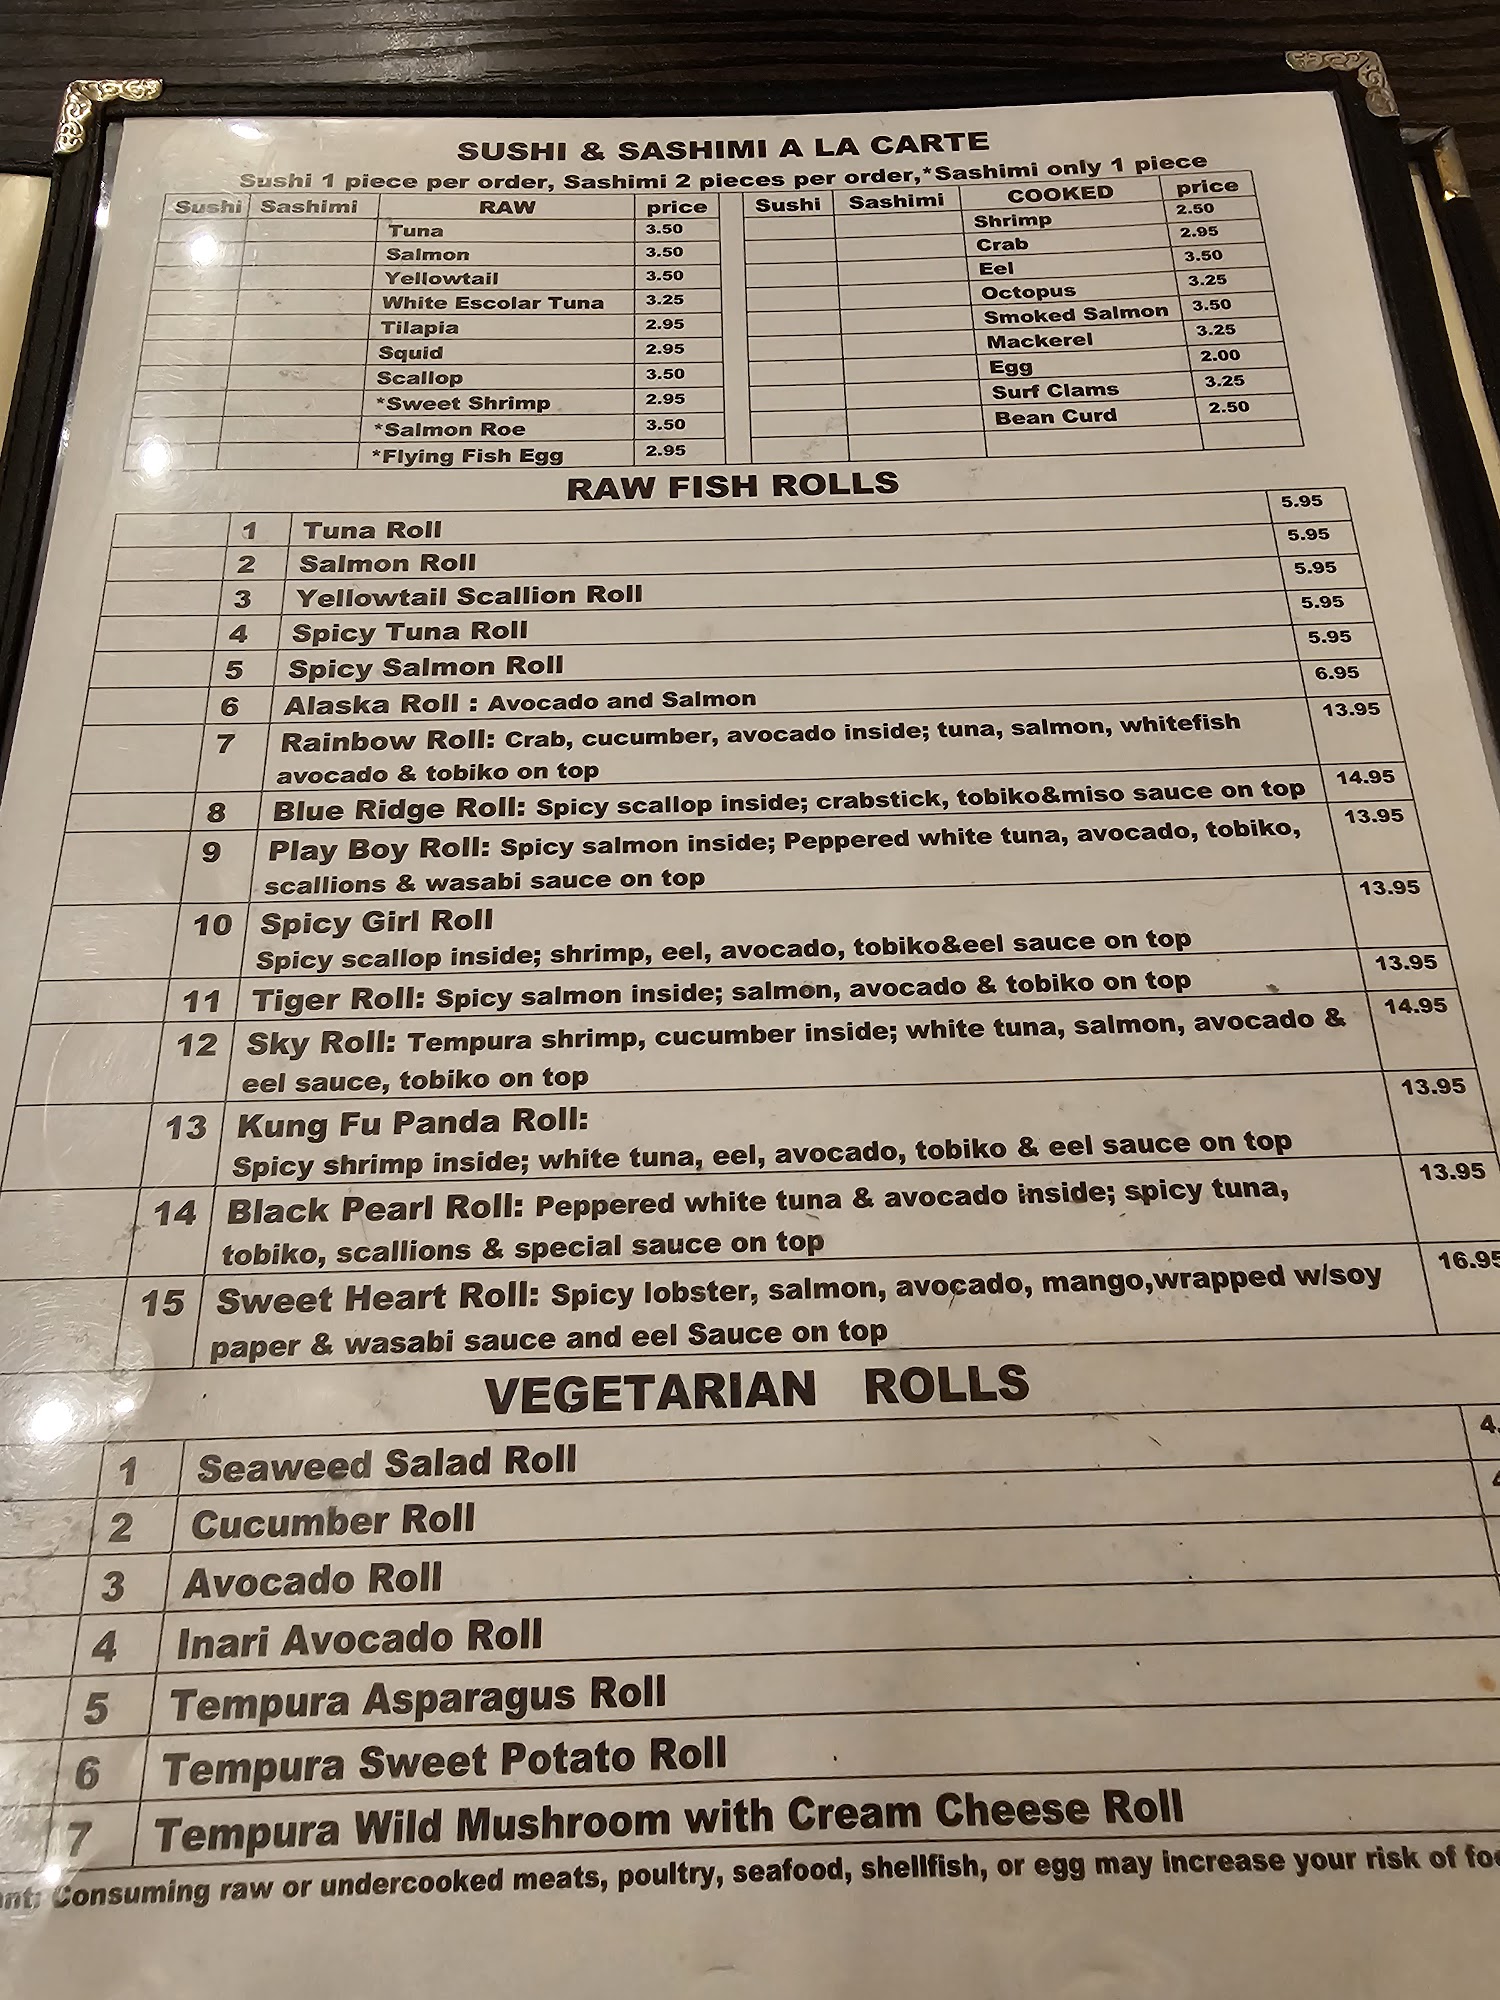 SUSHI & SASHIMI A LA CARTE
Sushi 1 piece per order, Sashimi 2 pieces per order,*Sashimi only 1 piece
Sushi Sashimi RAW price Sushi Sashimi COOKED price
Tuna 3.50 Shrimp 2.50
Salmon 3.50 Crab 2.95
Yellowtail 3.50 Eel 3.50
White Escolar Tuna 3.25 Octopus 3.25
Tilapia 2.95 Smoked Salmon 3.50
Squid 2.95 Mackerel 3.25
Scallop 3.50 Egg 2.00
*Sweet Shrimp 2.95 Surf Clams 3.25
*Salmon Roe 3.50 Bean Curd 2.50
*Flying Fish Egg 2.95
RAW FISH ROLLS
1 Tuna Roll 5.95
2 Salmon Roll 5.95
3 Yellowtail Scallion Roll 5.95
4 Spicy Tuna Roll 5.95
5 Spicy Salmon Roll 5.95
6 Alaska Roll : Avocado and Salmon 6.95
7 Rainbow Roll: Crab, cucumber, avocado inside; tuna, salmon, whitefish 13.95
avocado & tobiko on top
8 Blue Ridge Roll: Spicy scallop inside; crabstick, tobiko&miso sauce on top 14.95
9 Play Boy Roll: Spicy salmon inside; Peppered white tuna, avocado, tobiko, 13.95
scallions & wasabi sauce on top
10 Spicy Girl Roll 13.95
Spicy scallop inside; shrimp, eel, avocado, tobiko&eel sauce on top
11 Tiger Roll: Spicy salmon inside; salmon, avocado & tobiko on top 13.95
12 Sky Roll: Tempura shrimp, cucumber inside; white tuna, salmon, avocado & 14.95
eel sauce, tobiko on top
13 Kung Fu Panda Roll: 13.95
Spicy shrimp inside; white tuna, eel, avocado, tobiko & eel sauce on top
14 Black Pearl Roll: Peppered white tuna & avocado inside; spicy tuna, 13.95
tobiko, scallions & special sauce on top
15 Sweet Heart Roll: Spicy lobster, salmon, avocado, mango,wrapped w/soy 16.95
paper & wasabi sauce and eel Sauce on top
VEGETARIAN ROLLS
1 Seaweed Salad Roll 4.
2 Cucumber Roll
3 Avocado Roll
4 Inari Avocado Roll
5 Tempura Asparagus Roll
6 Tempura Sweet Potato Roll
7 Tempura Wild Mushroom with Cream Cheese Roll
Consuming raw or undercooked meats, poultry, seafood, shellfish, or egg may increase your risk of